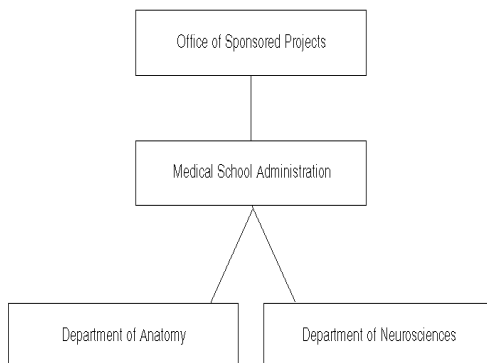 Office of Sponsored Projects
Medical School Administration
Department of Anatomy
Department of Neurosciences